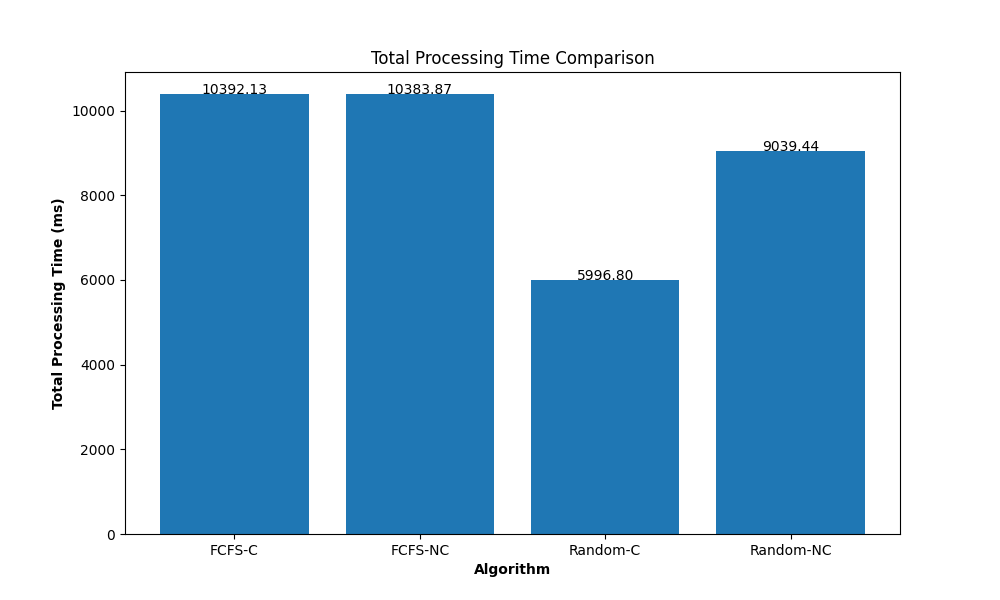 Total Processing Time Comparison
Total Processing Time (ms)
10000
8000
6000
4000
2000
0
10392.13
10383.87
5996.80
9039.44
FCFS-C
FCFS-NC
Random-C
Random-NC
Algorithm